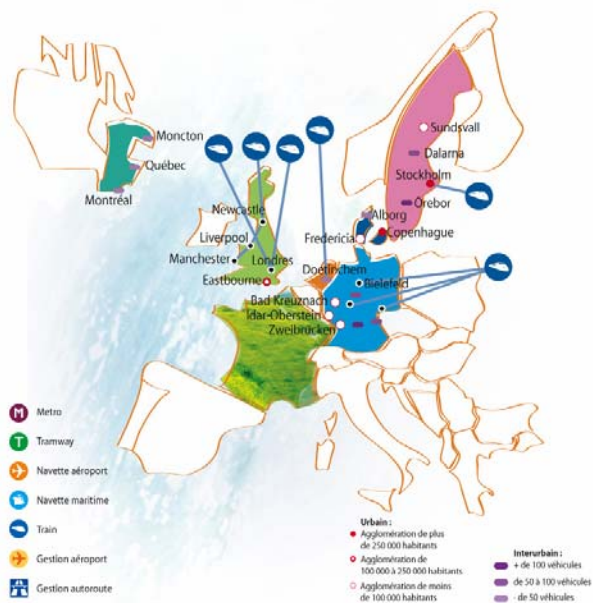 Moncton
Québec
Montréal
Sundsvall
Dalarna
Stockholm
Örebor
Alborg
Fredericia
Copenhague
Newcastle
Liverpool
Manchester
Londres
Eastbourne
Doetinchem
Bielefeld
Bad Kreuznach
Idar-Oberstein
Zweibrücken
M Metro
T Tramway
Navette aéroport
Navette maritime
Train
Gestion aéroport
Gestion autoroute
Urbain :
Agglomération de plus
de 250 000 habitants
Agglomération de
100 000 à 250 000 habitants
Agglomération de moins
de 100 000 habitants
Interurbain :
+ de 100 véhicules
de 50 à 100 véhicules
- de 50 véhicules